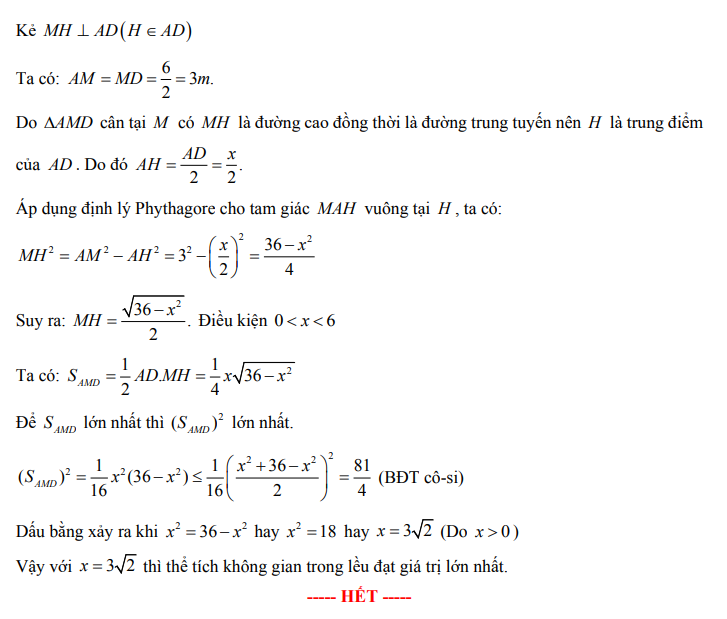 Kẻ MH ⊥ AD(H ∈ AD)
Ta có: AM = MD = 6/2 = 3m.
Do ΔAMD cân tại M có MH là đường cao đồng thời là đường trung tuyến nên H là trung điểm
của AD. Do đó AH = AD/2 = x/2.
Áp dụng định lý Phythagore cho tam giác MAH vuông tại H, ta có:
MH² = AM² − AH² = 3² − (x/2)² = (36 − x²)/4
Suy ra: MH = √(36 − x²)/2. Điều kiện 0 < x < 6
Ta có: S_AMD = 1/2 AD.MH = 1/4 x√(36 − x²)
Để S_AMD lớn nhất thì (S_AMD)² lớn nhất.
(S_AMD)² = 1/16 x²(36 − x²) ≤ 1/16 ((x² + 36 − x²)/2)² = 81/4 (BĐT cô-si)
Dấu bằng xảy ra khi x² = 36 − x² hay x² = 18 hay x = 3√2 (Do x > 0)
Vậy với x = 3√2 thì thể tích không gian trong lều đạt giá trị lớn nhất.
----- HẾT -----